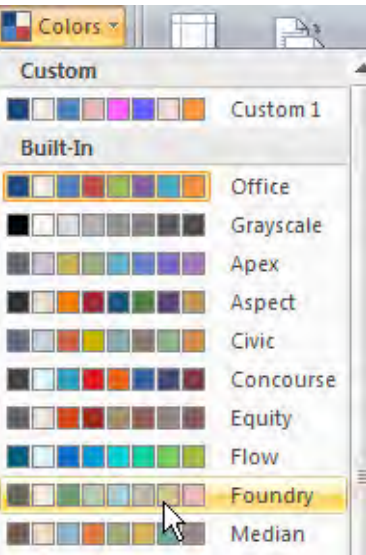 Colors
Custom
Custom 1
Built-In
Office
Grayscale
Apex
Aspect
Civic
Concourse
Equity
Flow
Foundry
Median